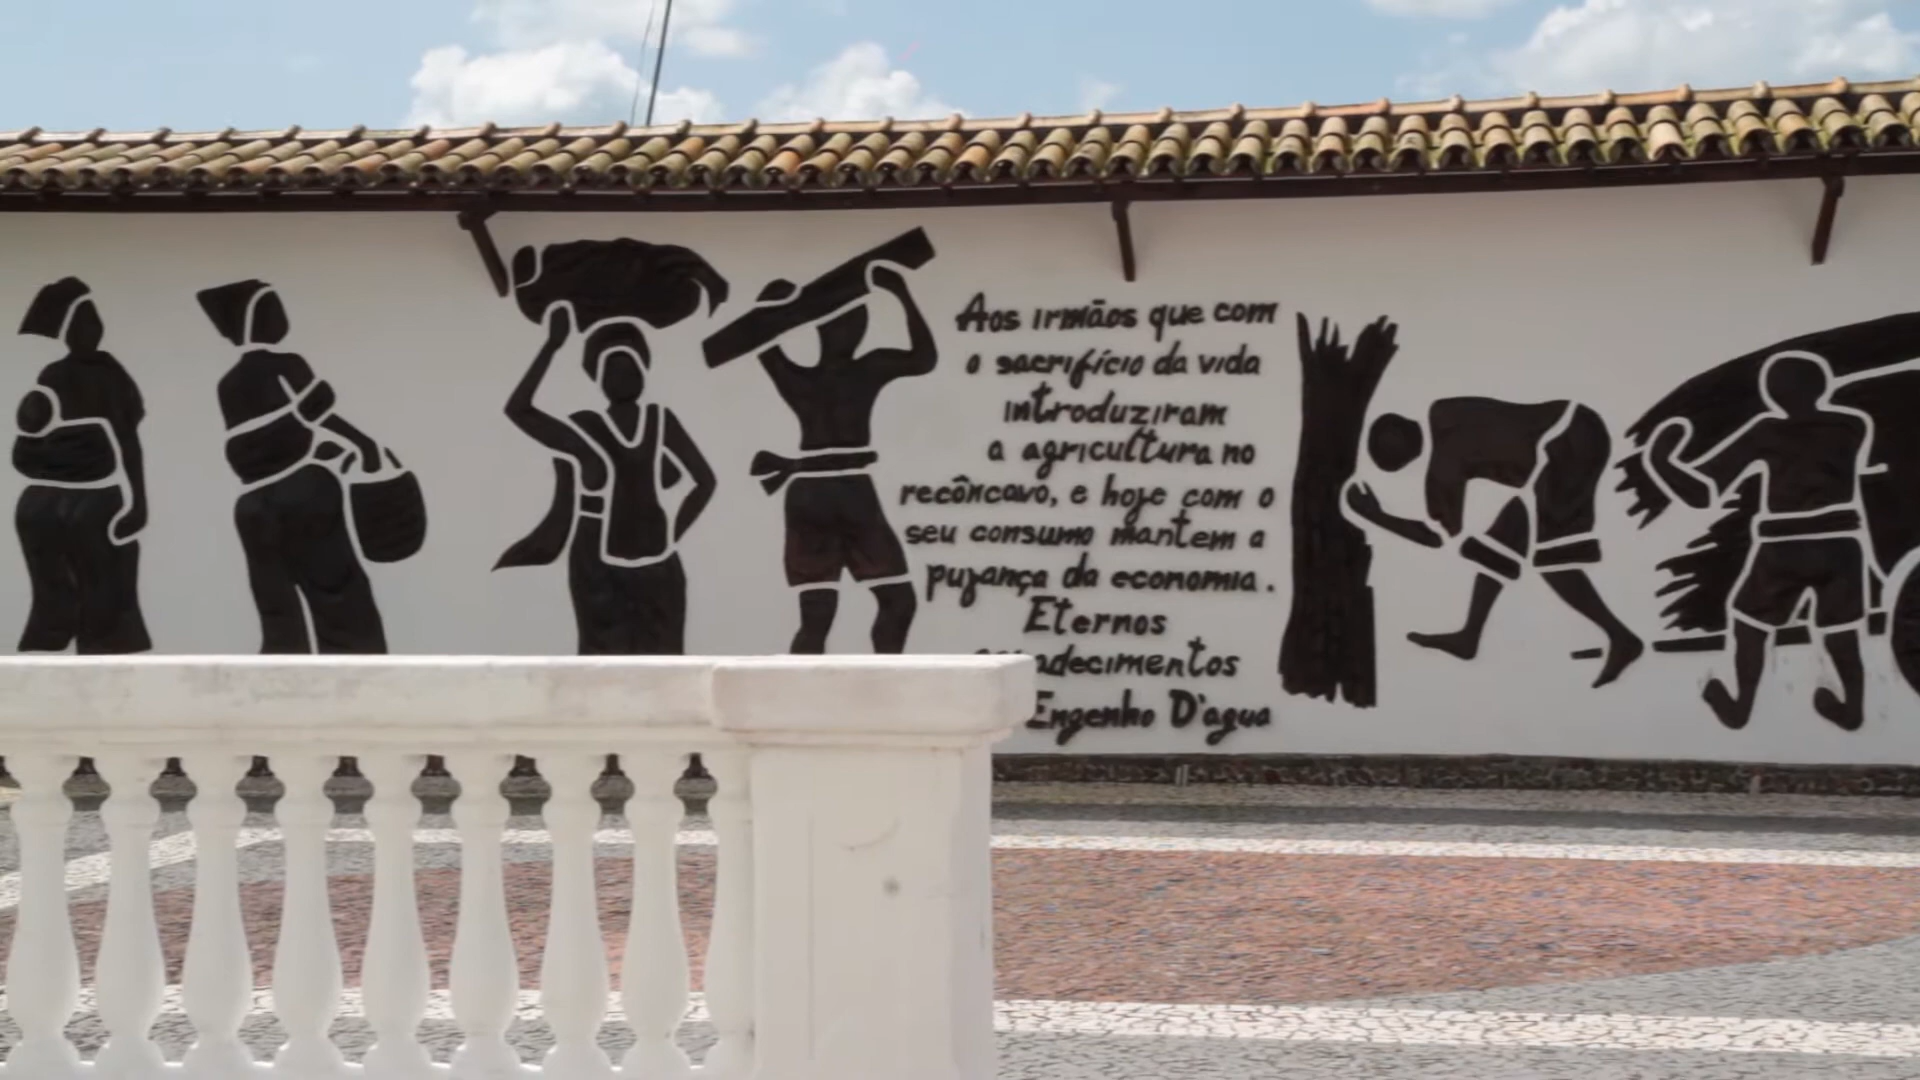 Aos irmãos que com
o sacrifício da vida
introduziram
a agricultura no
recôncavo, e hoje com o
seu consumo mantem a
pujança da economia.
Eternos
Engenho D'agua